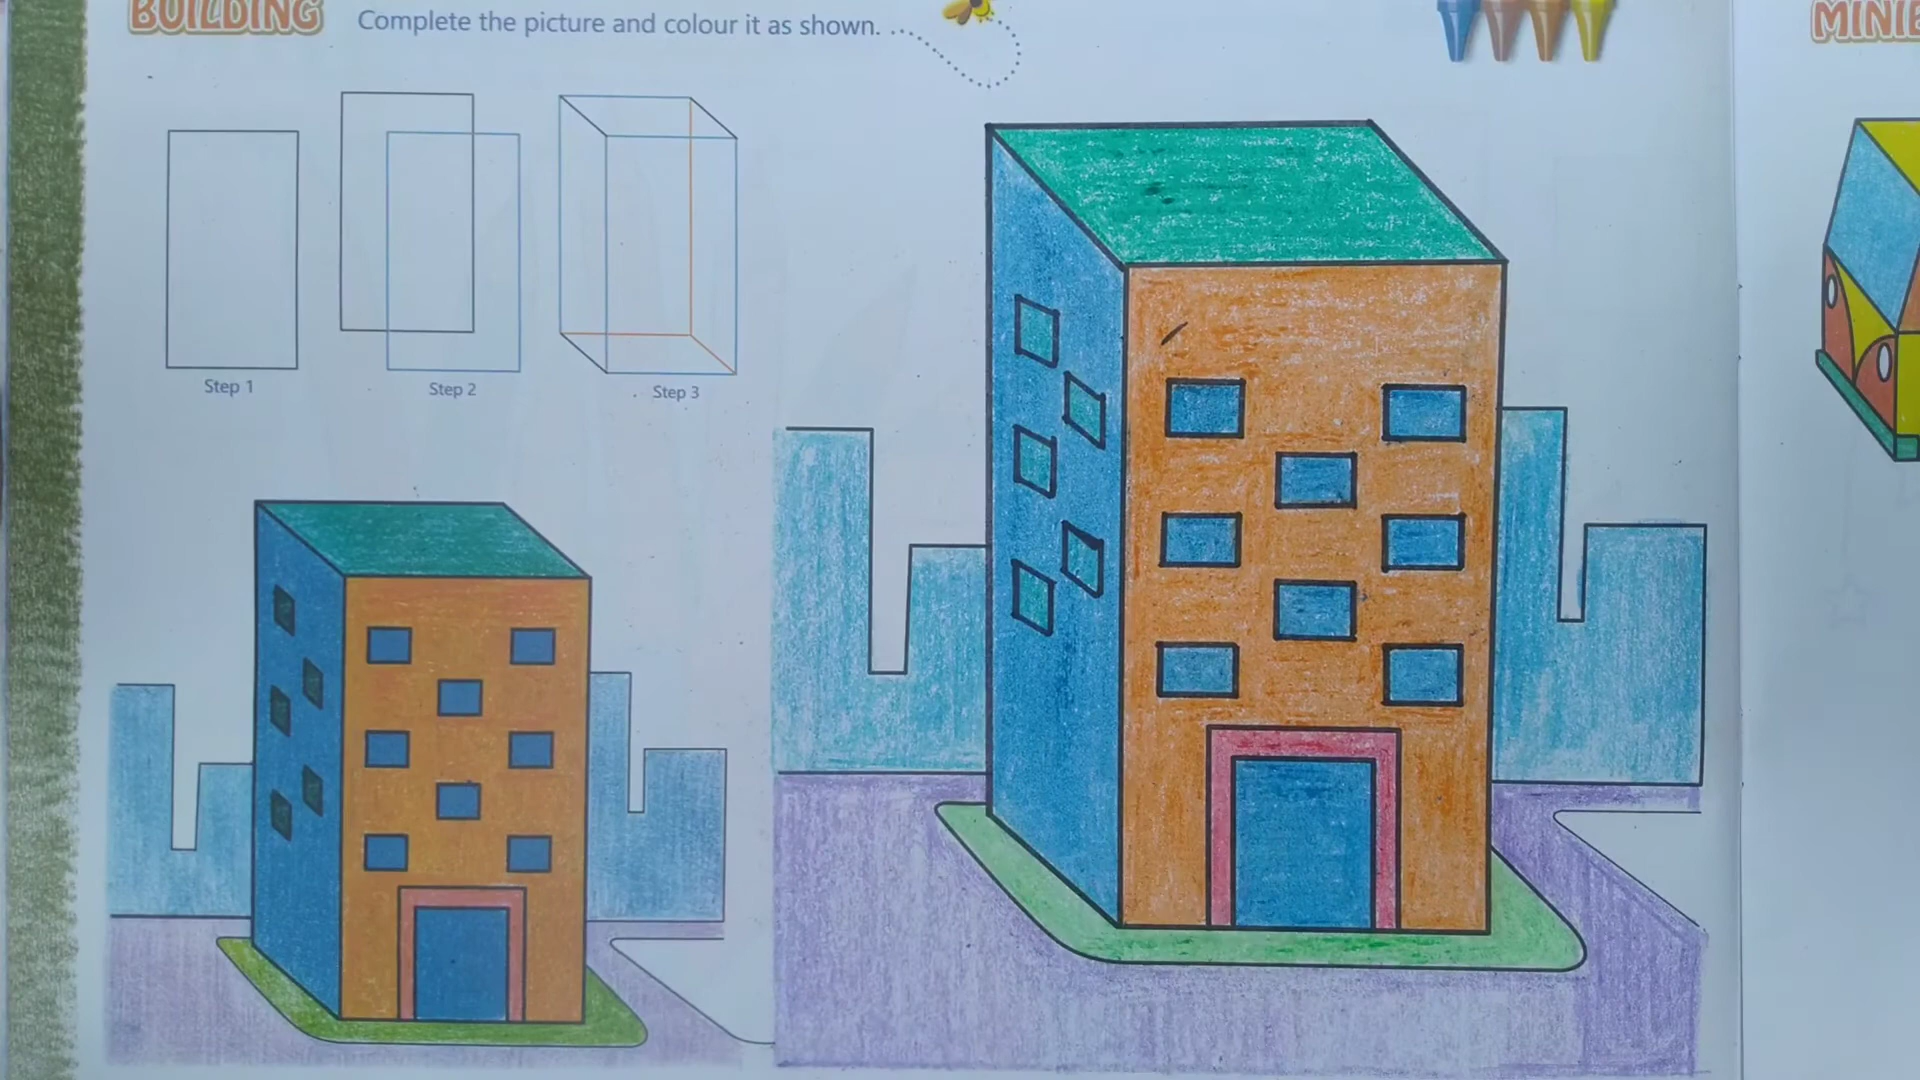 BUILDING
Complete the picture and colour it as shown.
Step 1
Step 2
Step 3